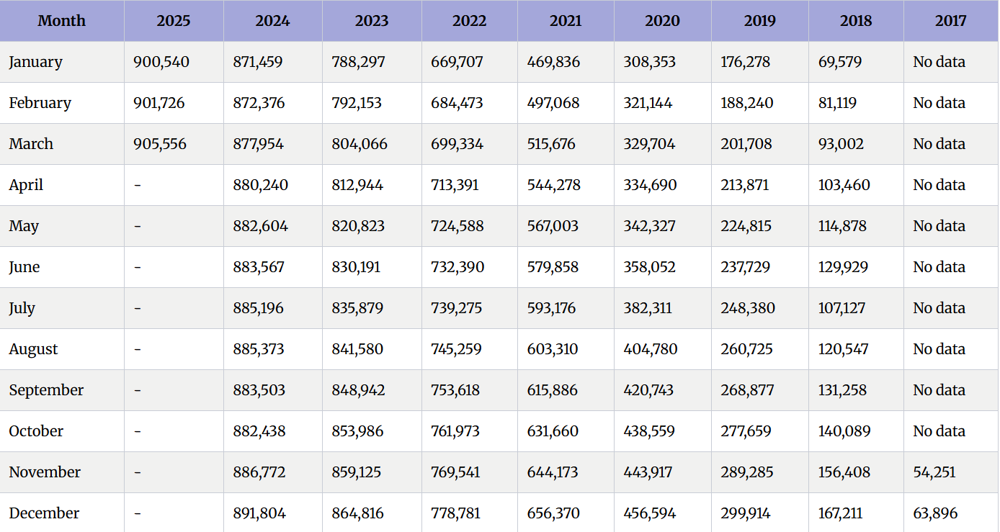 Month 2025 2024 2023 2022 2021 2020 2019 2018 2017
January 900,540 871,459 788,297 669,707 469,836 308,353 176,278 69,579 No data
February 901,726 872,376 792,153 684,473 497,068 321,144 188,240 81,119 No data
March 905,556 877,954 804,066 699,334 515,676 329,704 201,708 93,002 No data
April - 880,240 812,944 713,391 544,278 334,690 213,871 103,460 No data
May - 882,604 820,823 724,588 567,003 342,327 224,815 114,878 No data
June - 883,567 830,191 732,390 579,858 358,052 237,729 129,929 No data
July - 885,196 835,879 739,275 593,176 382,311 248,380 107,127 No data
August - 885,373 841,580 745,259 603,310 404,780 260,725 120,547 No data
September - 883,503 848,942 753,618 615,886 420,743 268,877 131,258 No data
October - 882,438 853,986 761,973 631,660 438,559 277,659 140,089 No data
November - 886,772 859,125 769,541 644,173 443,917 289,285 156,408 54,251
December - 891,804 864,816 778,781 656,370 456,594 299,914 167,211 63,896